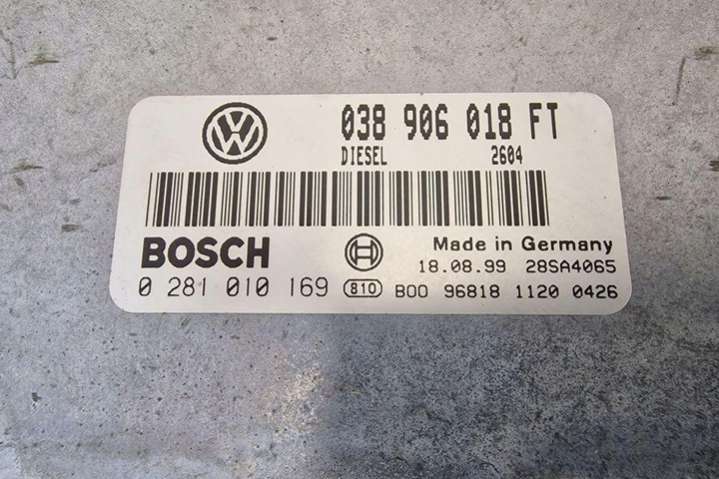 VW
038 906 018 FT
DIESEL 2604
BOSCH
Made in Germany
18.08.99 28SA4065
0 281 010 169 810 B00 96818 1120 0426